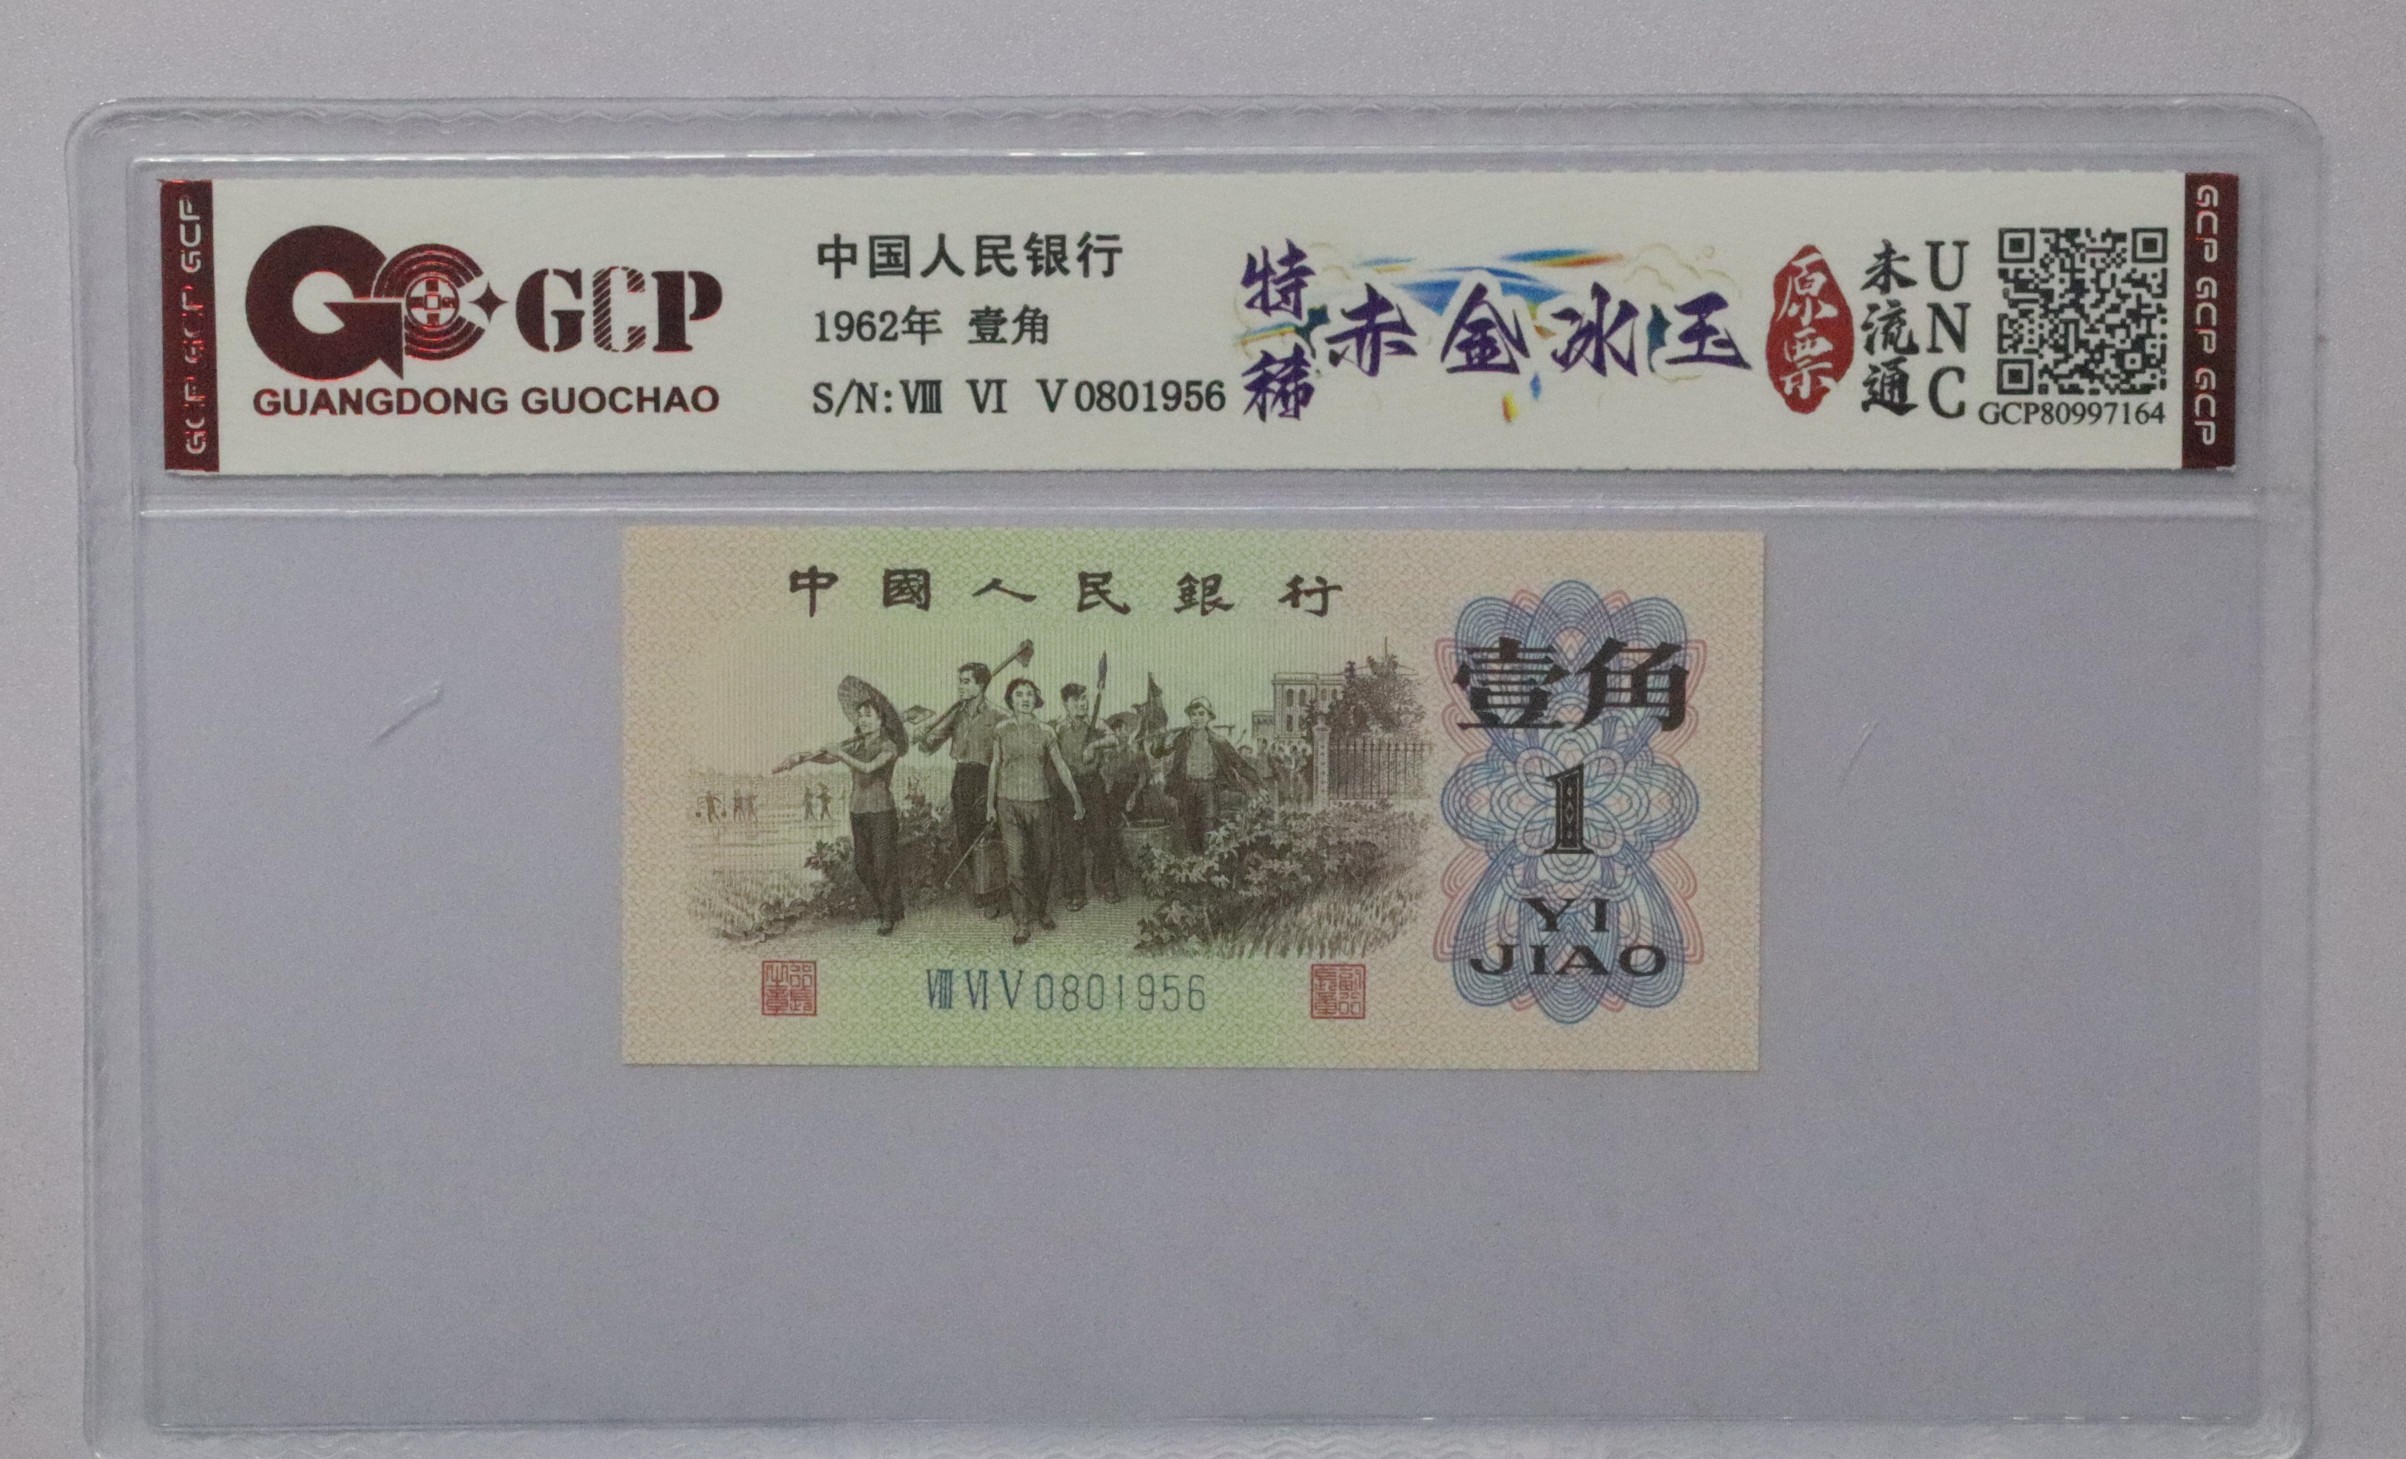 GCP GCP GCP
GCP
GUANGDONG GUOCHAO
中国人民银行
1962年 壹角
S/N: Ⅷ Ⅵ Ⅴ0801956
特稀
赤金冰玉
原票
未流通
UNC
GCP80997164
GCP GCP GCP
中國人民銀行
壹角
1
YI
JIAO
ⅧⅥⅤ0801956